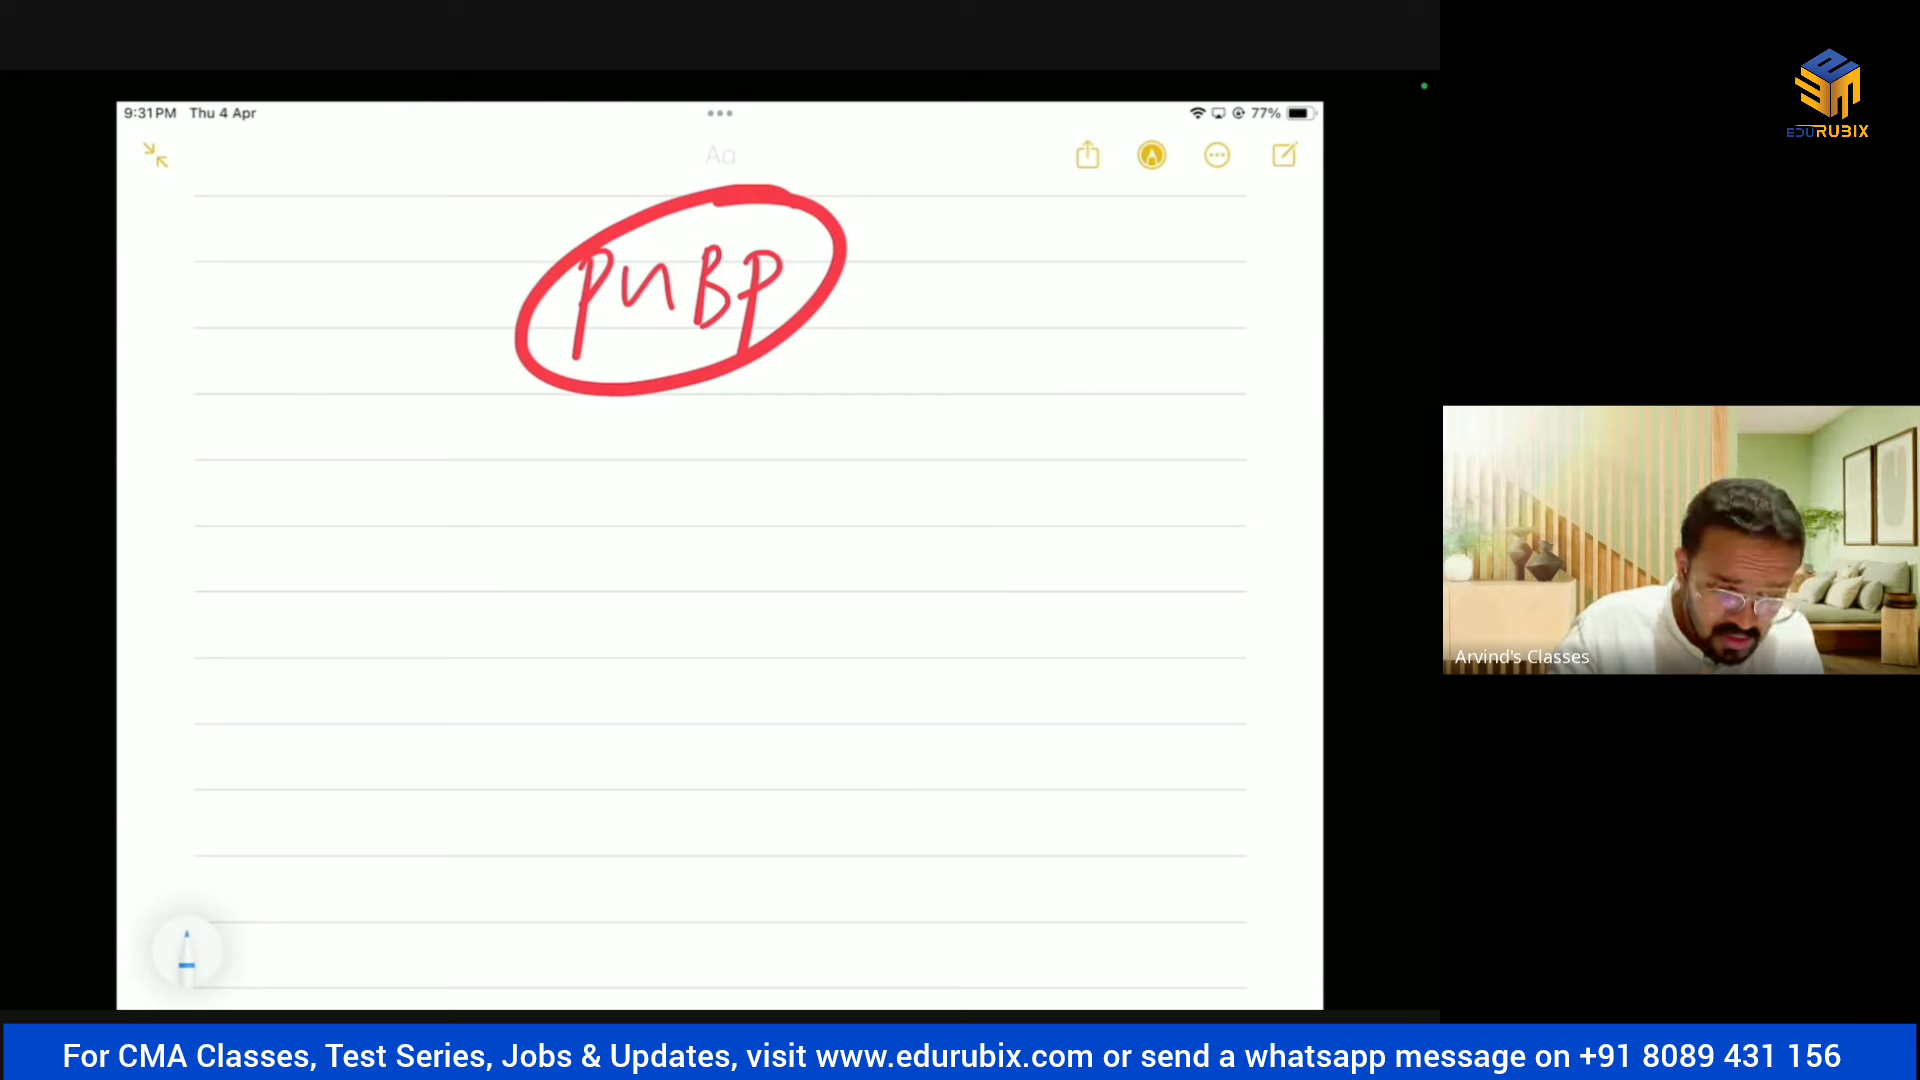 9:31 PM Thu 4 Apr
77%
Aa
PUBP
EDURUBIX
Arvind's Classes
For CMA Classes, Test Series, Jobs & Updates, visit www.edurubix.com or send a whatsapp message on +91 8089 431 156